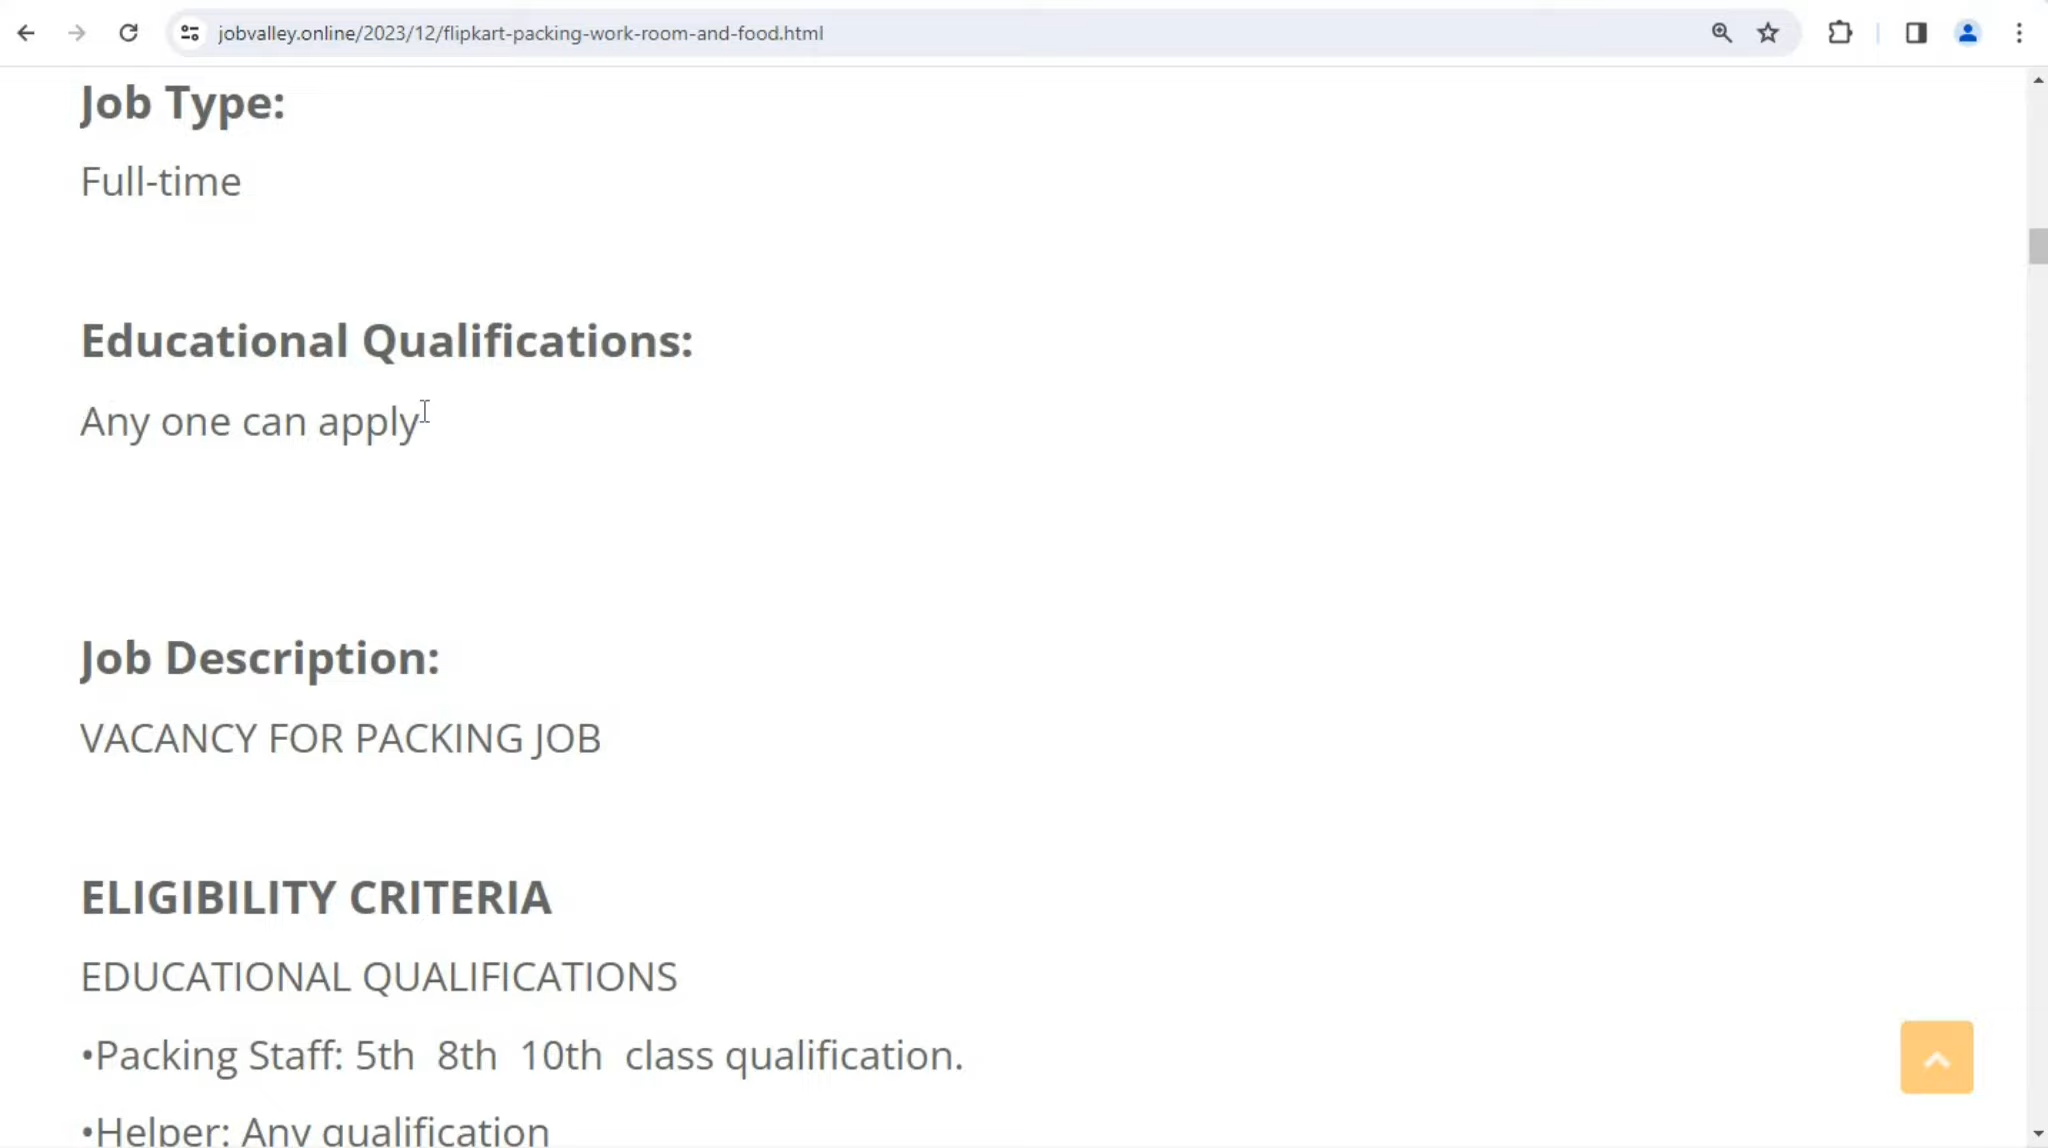 jobvalley.online/2023/12/flipkart-packing-work-room-and-food.html
Job Type:
Full-time
Educational Qualifications:
Any one can apply
Job Description:
VACANCY FOR PACKING JOB
ELIGIBILITY CRITERIA
EDUCATIONAL QUALIFICATIONS
•Packing Staff: 5th 8th 10th class qualification.
•Helper: Any qualification